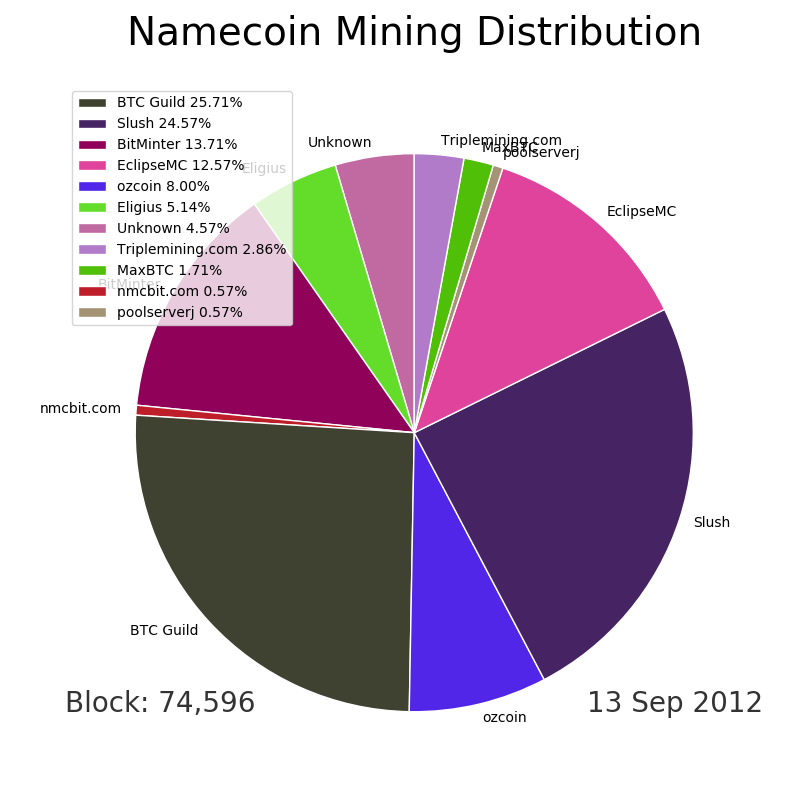 Namecoin Mining Distribution
BTC Guild 25.71%
Slush 24.57%
BitMinter 13.71%
EclipseMC 12.57%
ozcoin 8.00%
Eligius 5.14%
Unknown 4.57%
Triplemining.com 2.86%
MaxBTC 1.71%
nmcbit.com 0.57%
poolserverj 0.57%
Unknown
Triplemining.com
MaxBTC
poolserverj
Eligius
EclipseMC
BitMinter
nmcbit.com
Slush
BTC Guild
ozcoin
Block: 74,596
13 Sep 2012